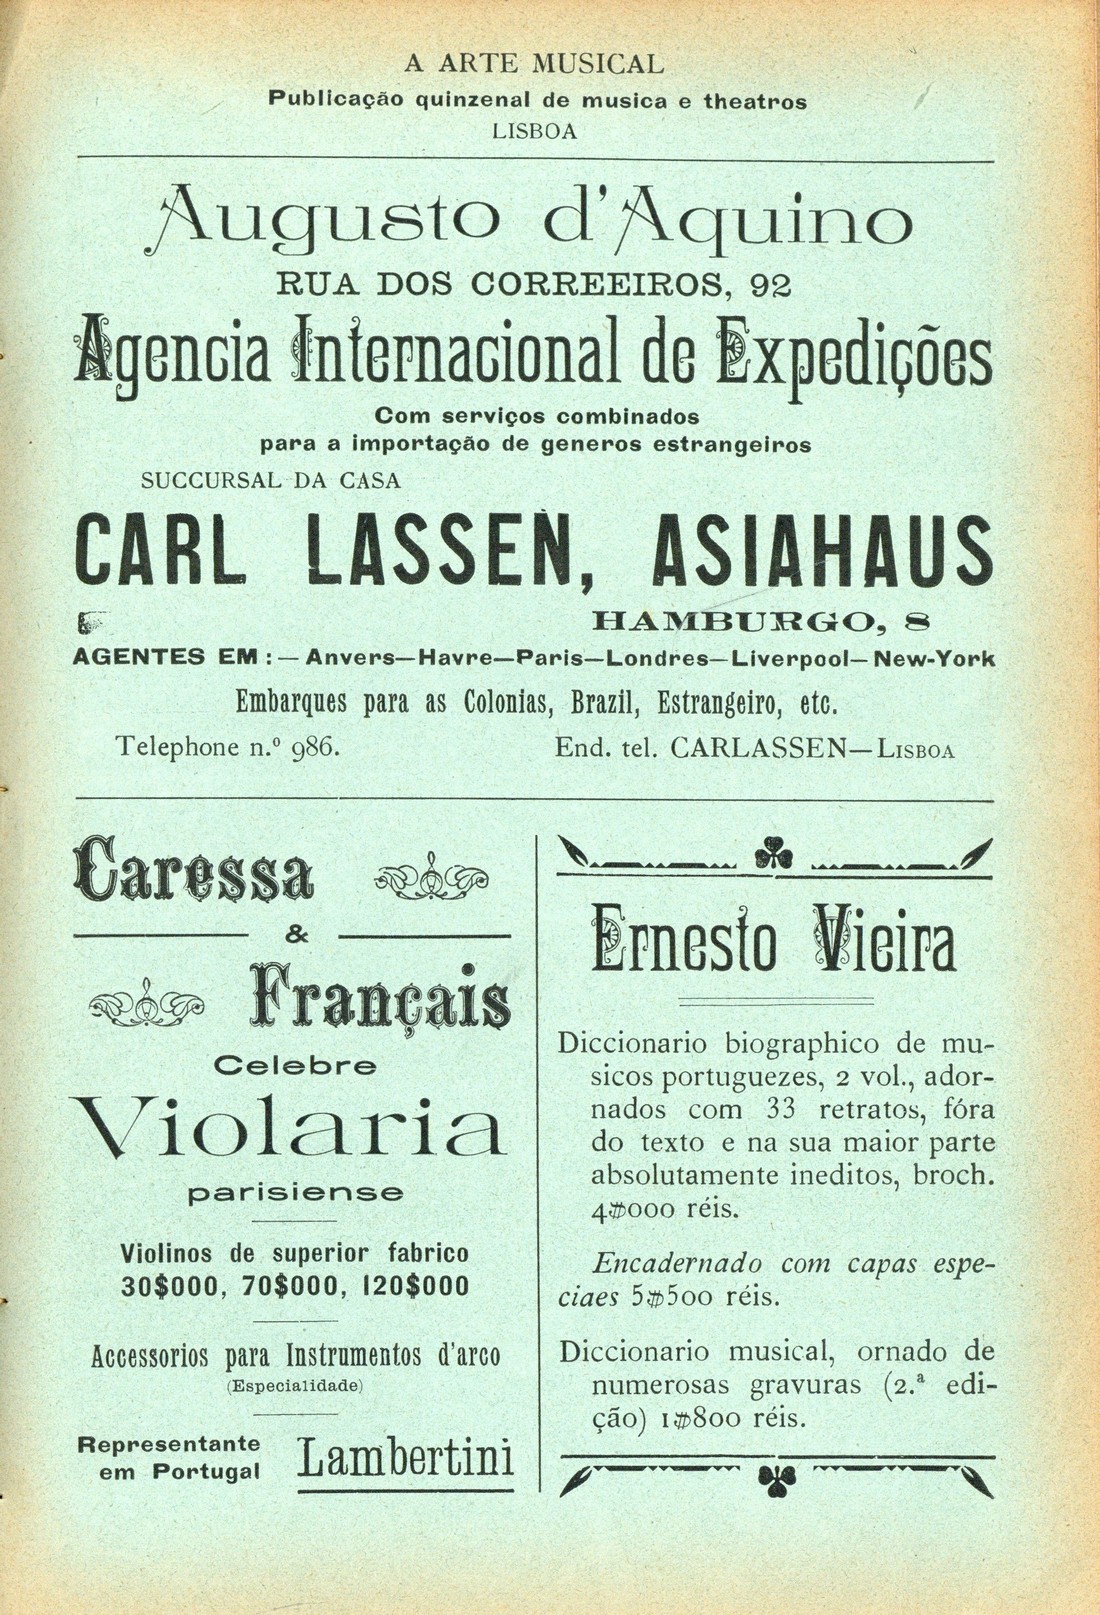 A ARTE MUSICAL
Publicação quinzenal de musica e theatros
LISBOA
Augusto d'Aquino
RUA DOS CORREEIROS, 92
Agencia Internacional de Expedições
Com serviços combinados
para a importação de generos estrangeiros
SUCCURSAL DA CASA
CARL LASSEN, ASIAHAUS
HAMBURGO, 8
AGENTES EM:—Anvers—Havre—Paris—Londres—Liverpool—New-York
Embarques para as Colonias, Brazil, Estrangeiro, etc.
Telephone n.º 986.
End. tel. CARLASSEN—LISBOA
Caressa
&
Français
Celebre
Violaria
parisiense
Violinos de superior fabrico
30$000, 70$000, 120$000
Accessorios para Instrumentos d'arco
(Especialidade)
Representante
em Portugal
Lambertini
Ernesto Vieira
Diccionario biographico de mu-
sicos portuguezes, 2 vol., ador-
nados com 33 retratos, fóra
do texto e na sua maior parte
absolutamente ineditos, broch.
4$000 réis.
Encadernado com capas espe-
ciaes 5$500 réis.
Diccionario musical, ornado de
numerosas gravuras (2.ª edi-
ção) 1$800 réis.